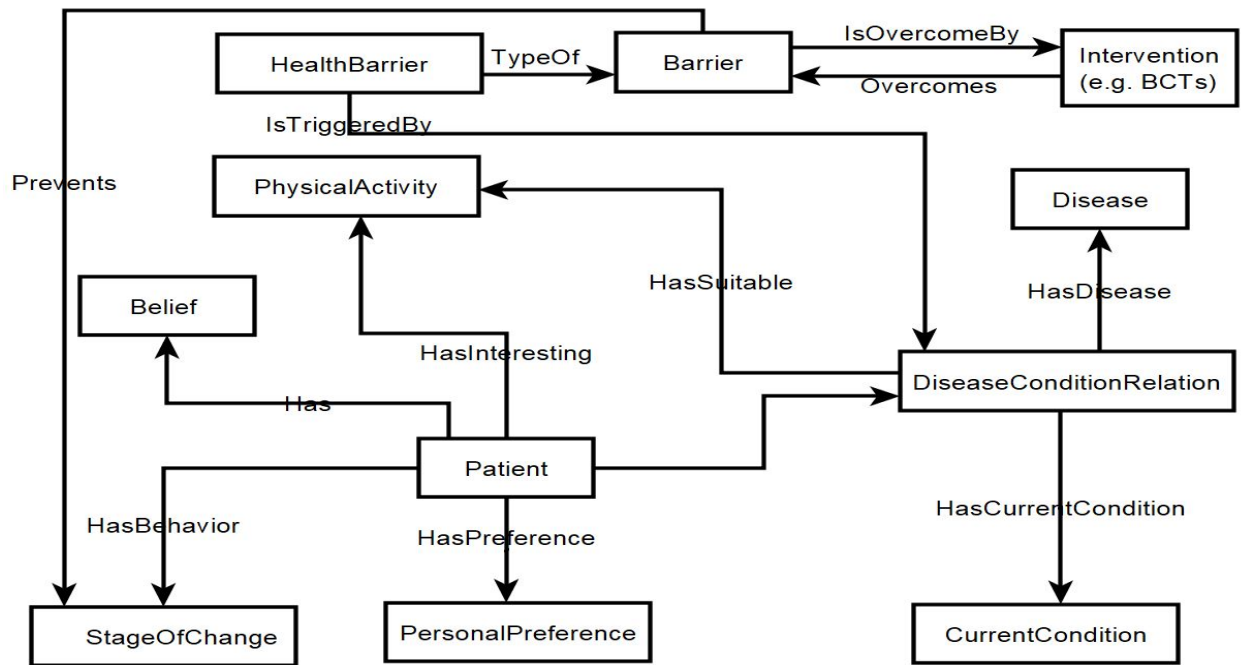 IsOvercomeBy
HealthBarrier
TypeOf
Barrier
Intervention
(e.g. BCTs)
Overcomes
IsTriggeredBy
Prevents
PhysicalActivity
Disease
HasSuitable
HasDisease
Belief
HasInteresting
DiseaseConditionRelation
Has
Patient
HasCurrentCondition
HasBehavior
HasPreference
StageOfChange
PersonalPreference
CurrentCondition